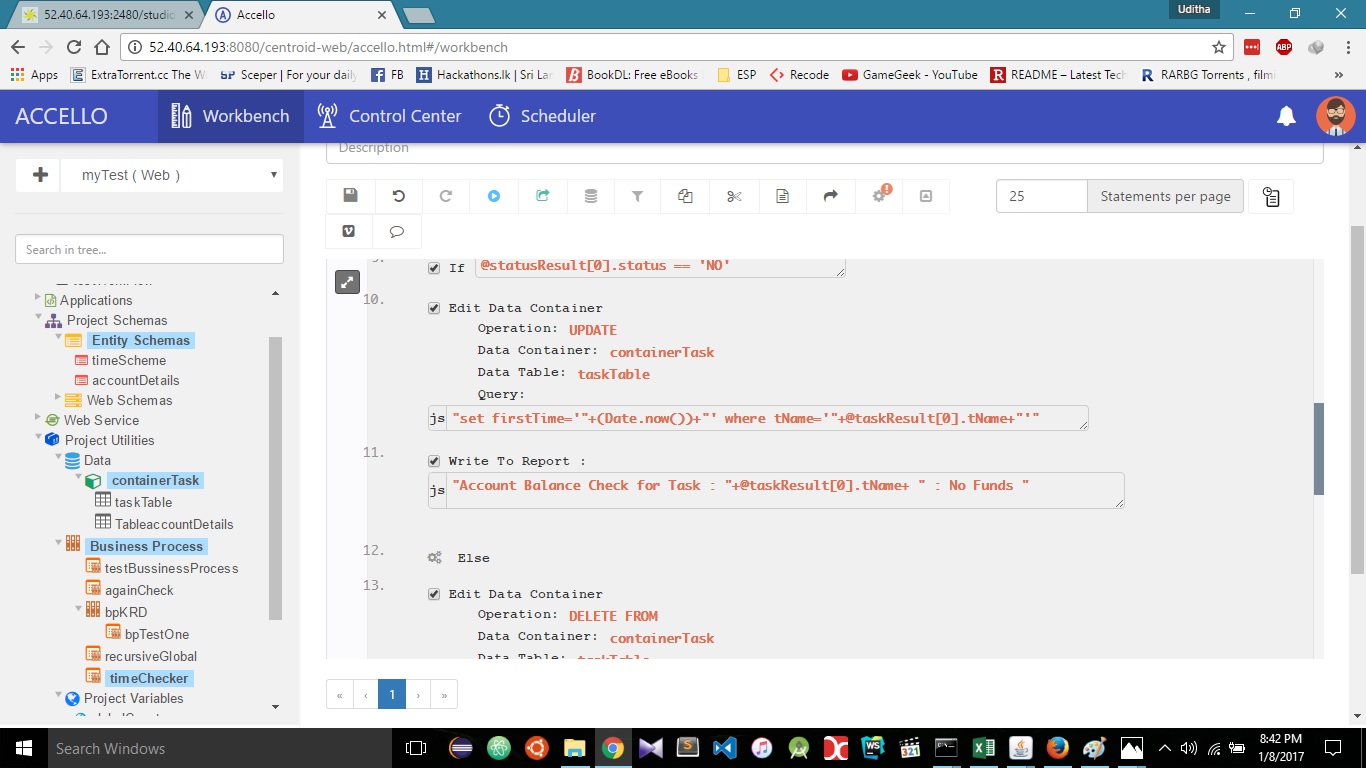 Uditha
52.40.64.193:2480/studio
Accello
52.40.64.193:8080/centroid-web/accello.html#/workbench
ABP
Apps
ExtraTorrent.cc The W
Sceper | For your daily
FB
Hackathons.lk | Sri Lan
BookDL: Free eBooks
ESP
Recode
GameGeek - YouTube
README – Latest Tech
RARBG Torrents , film
»
ACCELLO
Workbench
Control Center
Scheduler
myTest ( Web )
Description
25
Statements per page
Search in tree...
Applications
Project Schemas
Entity Schemas
timeScheme
accountDetails
Web Schemas
Web Service
Project Utilities
Data
containerTask
taskTable
TableaccountDetails
Business Process
testBussinessProcess
againCheck
bpKRD
bpTestOne
recursiveGlobal
timeChecker
Project Variables
9.
If @statusResult[0].status == 'NO'
10.
Edit Data Container
Operation: UPDATE
Data Container: containerTask
Data Table: taskTable
Query:
js "set firstTime='"+(Date.now())+"' where tName='"+@taskResult[0].tName+"'"
11.
Write To Report :
js "Account Balance Check for Task : "+@taskResult[0].tName+ " : No Funds "
12.
Else
13.
Edit Data Container
Operation: DELETE FROM
Data Container: containerTask
Data Table: taskTable
« ‹ 1 › »
Search Windows
8:42 PM
1/8/2017